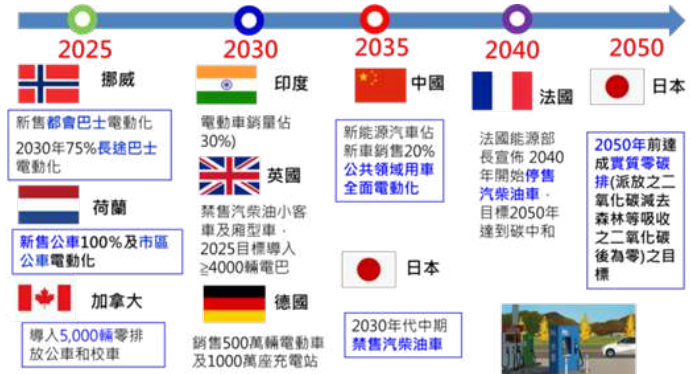 2025
2030
2035
2040
2050
挪威
新售都會巴士電動化
2030年75%長途巴士
電動化
荷蘭
新售公車100%及市區
公車電動化
加拿大
導入5,000輛零排
放公車和校車
印度
電動車銷量佔
30%)
英國
禁售汽柴油小客
車及廂型車，
2025目標導入
≧4000輛電巴
德國
銷售500萬輛電動車
及1000萬座充電站
中國
新能源汽車佔
新車銷售20%
公共領域用車
全面電動化
日本
2030年代中期
禁售汽柴油車
法國
法國能源部
長宣佈 2040
年開始停售
汽柴油車，
目標2050年
達到碳中和
日本
2050年前達
成實質零碳
排(派放之二
氧化碳減去
森林等吸收
之二氧化碳
後為零)之目
標